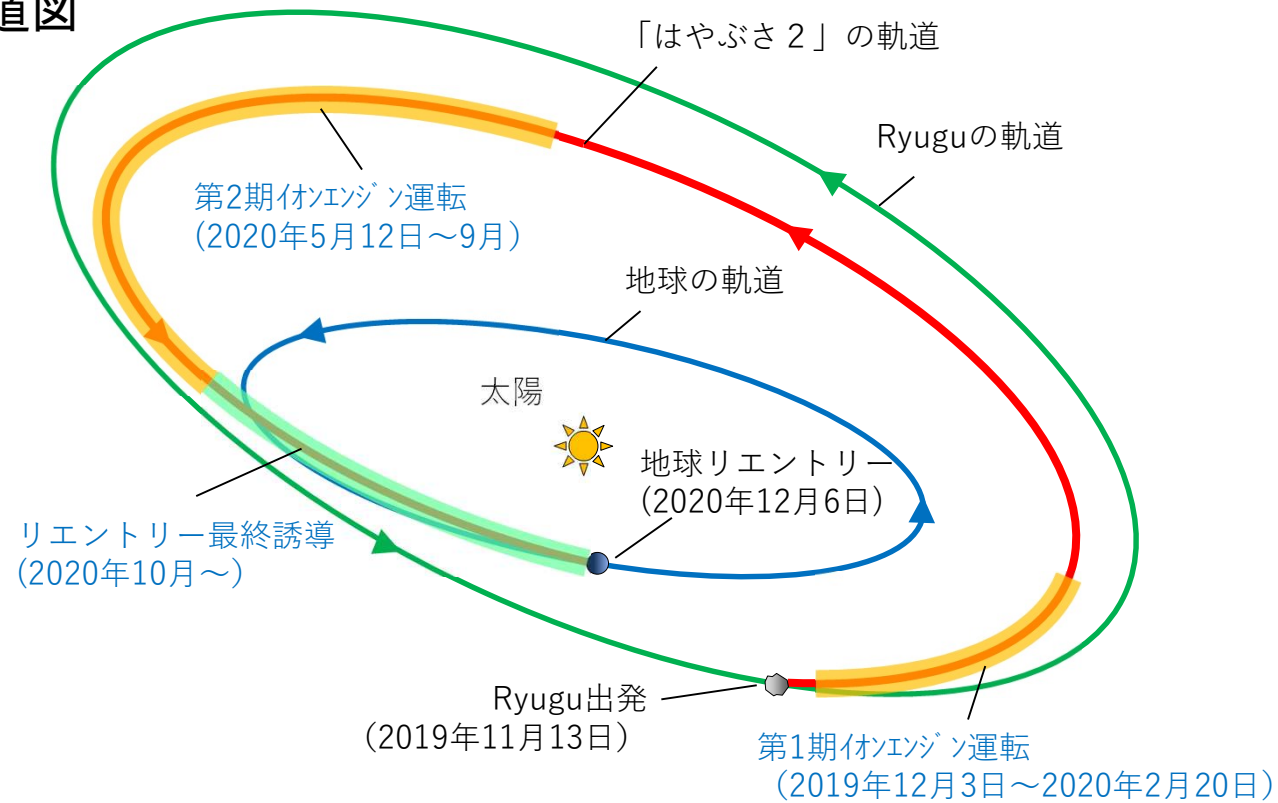 道図
「はやぶさ２」の軌道
Ryuguの軌道
第2期ｲｵﾝｴﾝｼﾞﾝ運転
(2020年5月12日～9月)
地球の軌道
太陽
地球リエントリー
(2020年12月6日)
リエントリー最終誘導
(2020年10月～)
Ryugu出発
(2019年11月13日)
第1期ｲｵﾝｴﾝｼﾞﾝ運転
(2019年12月3日～2020年2月20日)